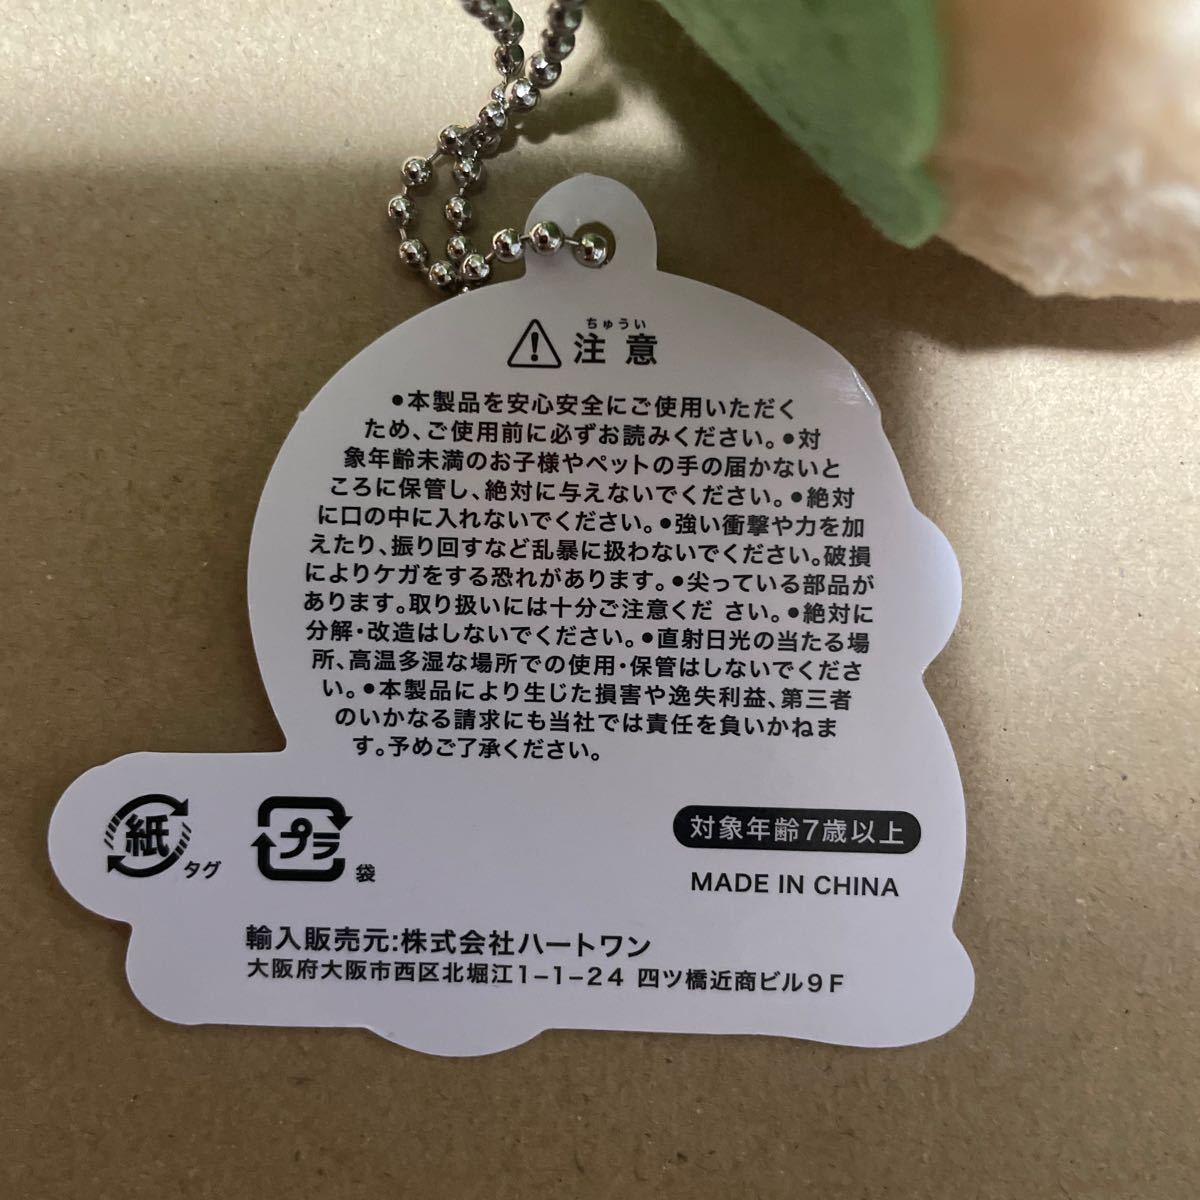 ちゅうい
注意
●本製品を安心安全にご使用いただく
ため、ご使用前に必ずお読みください。●対
象年齢未満のお子様やペットの手の届かないと
ころに保管し、絶対に与えないでください。●絶対
に口の中に入れないでください。●強い衝撃や力を加
えたり、振り回すなど乱暴に扱わないでください。破損
によりケガをする恐れがあります。●尖っている部品が
あります。取り扱いには十分ご注意くだ さい。●絶対に
分解・改造はしないでください。●直射日光の当たる場
所、高温多湿な場所での使用・保管はしないでくださ
い。●本製品により生じた損害や逸失利益、第三者
のいかなる請求にも当社では責任を負いかねま
す。予めご了承ください。
紙 タグ
プラ 袋
対象年齢7歳以上
MADE IN CHINA
輸入販売元:株式会社ハートワン
大阪府大阪市西区北堀江1-1-24 四ツ橋近商ビル9F